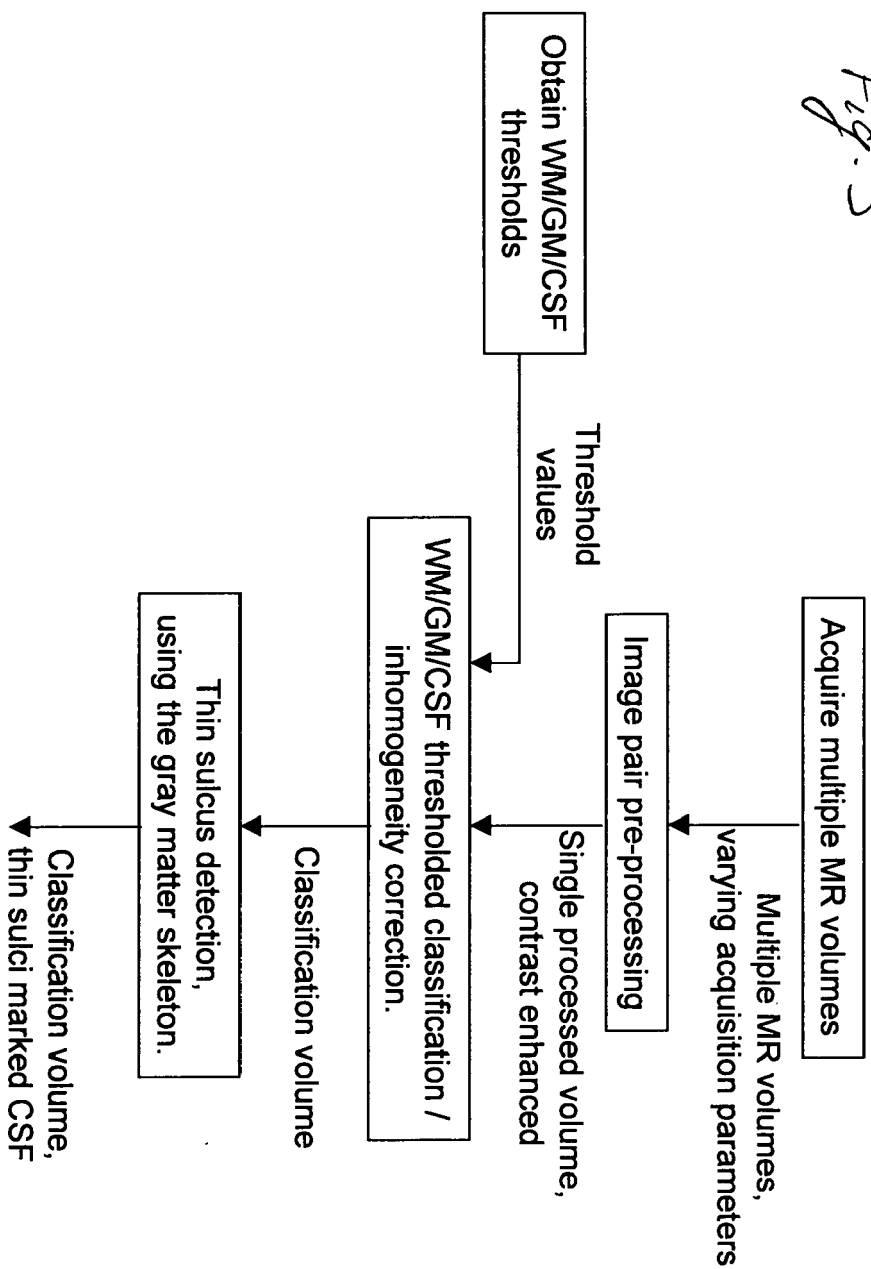 Fig.
Acquire multiple MR volumes
Multiple MR volumes,
varying acquisition parameters
Image pair pre-processing
Single processed volume,
contrast enhanced
Obtain WM/GM/CSF
thresholds
Threshold
values
WM/GM/CSF thresholded classification /
inhomogeneity correction.
Classification volume
Thin sulcus detection,
using the gray matter skeleton.
Classification volume,
thin sulci marked CSF